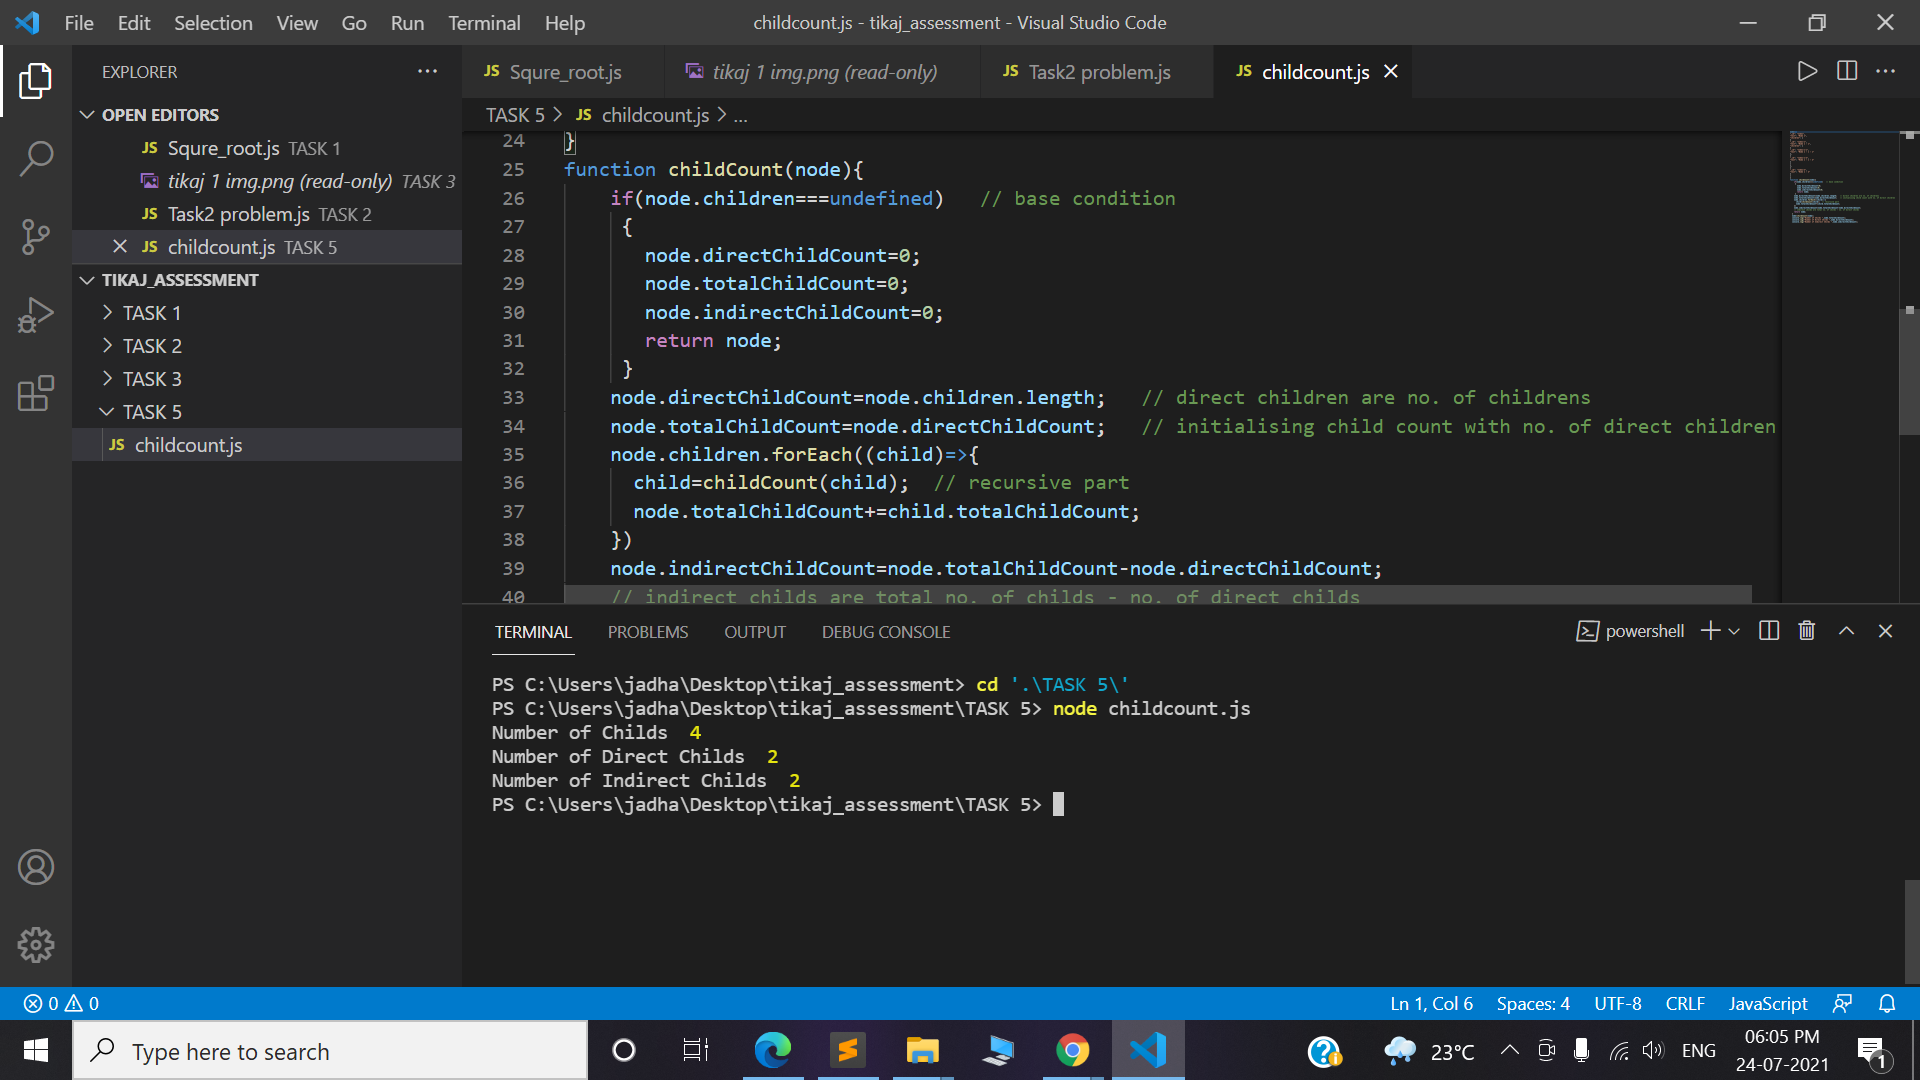 File Edit Selection View Go Run Terminal Help
childcount.js - tikaj_assessment - Visual Studio Code
EXPLORER
OPEN EDITORS
JS Squre_root.js TASK 1
tikaj 1 img.png (read-only) TASK 3
JS Task2 problem.js TASK 2
JS childcount.js TASK 5
TIKAJ_ASSESSMENT
TASK 1
TASK 2
TASK 3
TASK 5
JS childcount.js
JS Squre_root.js
tikaj 1 img.png (read-only)
JS Task2 problem.js
JS childcount.js
TASK 5 > JS childcount.js > ...
24 }
25 function childCount(node){
26 if(node.children===undefined) // base condition
27 {
28 node.directChildCount=0;
29 node.totalChildCount=0;
30 node.indirectChildCount=0;
31 return node;
32 }
33 node.directChildCount=node.children.length; // direct children are no. of childrens
34 node.totalChildCount=node.directChildCount; // initialising child count with no. of direct children
35 node.children.forEach((child)=>{
36 child=childCount(child); // recursive part
37 node.totalChildCount+=child.totalChildCount;
38 })
39 node.indirectChildCount=node.totalChildCount-node.directChildCount;
40 // indirect childs are total no. of childs - no. of direct childs
TERMINAL PROBLEMS OUTPUT DEBUG CONSOLE
powershell
PS C:\Users\jadha\Desktop\tikaj_assessment> cd '.\TASK 5\'
PS C:\Users\jadha\Desktop\tikaj_assessment\TASK 5> node childcount.js
Number of Childs 4
Number of Direct Childs 2
Number of Indirect Childs 2
PS C:\Users\jadha\Desktop\tikaj_assessment\TASK 5>
0 0
Ln 1, Col 6 Spaces: 4 UTF-8 CRLF JavaScript
Type here to search
23°C
ENG
06:05 PM
24-07-2021
1